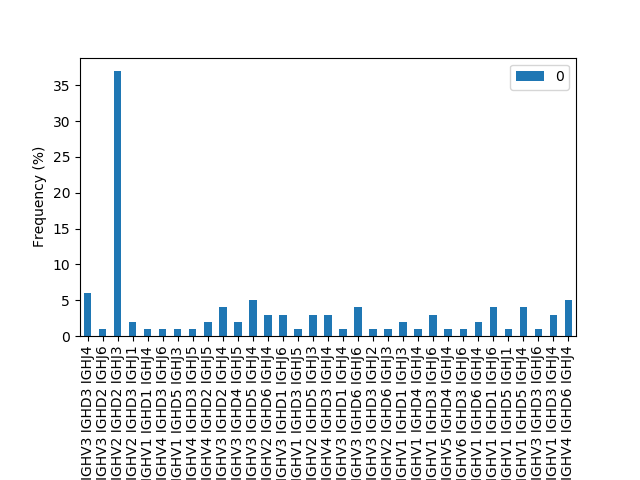 0
Frequency (%)
35
30
25
20
15
10
5
0
IGHV3 IGHD3 IGHJ4
IGHV3 IGHD2 IGHJ6
IGHV2 IGHD2 IGHJ3
IGHV2 IGHD3 IGHJ1
IGHV1 IGHD1 IGHJ4
IGHV4 IGHD3 IGHJ6
IGHV1 IGHD5 IGHJ3
IGHV4 IGHD3 IGHJ5
IGHV4 IGHD2 IGHJ5
IGHV3 IGHD2 IGHJ4
IGHV3 IGHD4 IGHJ5
IGHV3 IGHD5 IGHJ4
IGHV2 IGHD6 IGHJ4
IGHV3 IGHD1 IGHJ6
IGHV1 IGHD3 IGHJ5
IGHV2 IGHD5 IGHJ3
IGHV4 IGHD3 IGHJ4
IGHV3 IGHD1 IGHJ4
IGHV3 IGHD6 IGHJ6
IGHV3 IGHD3 IGHJ2
IGHV2 IGHD6 IGHJ3
IGHV1 IGHD1 IGHJ3
IGHV1 IGHD4 IGHJ4
IGHV1 IGHD3 IGHJ6
IGHV5 IGHD4 IGHJ4
IGHV6 IGHD3 IGHJ6
IGHV1 IGHD6 IGHJ4
IGHV1 IGHD1 IGHJ6
IGHV1 IGHD5 IGHJ1
IGHV1 IGHD5 IGHJ4
IGHV3 IGHD3 IGHJ6
IGHV1 IGHD3 IGHJ4
IGHV4 IGHD6 IGHJ4